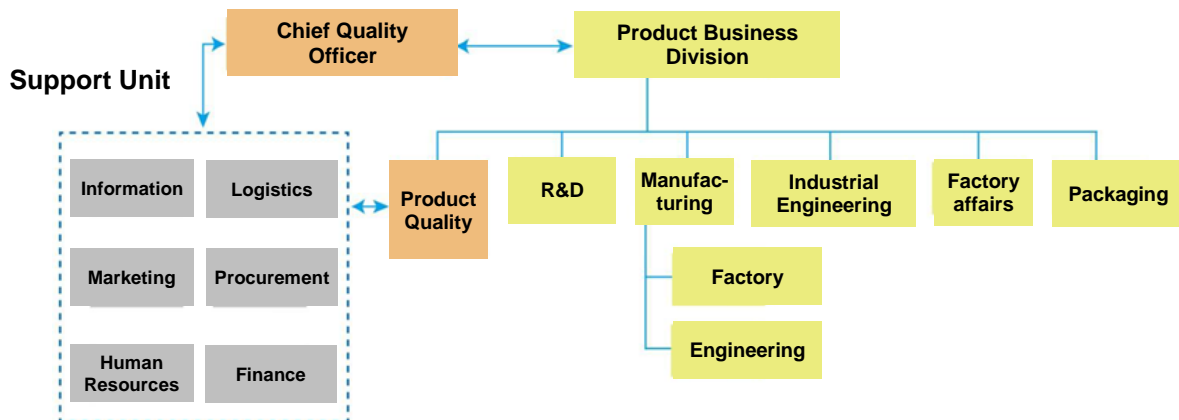 Chief Quality
Officer
Product Business
Division
Support Unit
Information
Logistics
Marketing
Procurement
Human
Resources
Finance
Product
Quality
R&D
Manufac-
turing
Industrial
Engineering
Factory
affairs
Packaging
Factory
Engineering